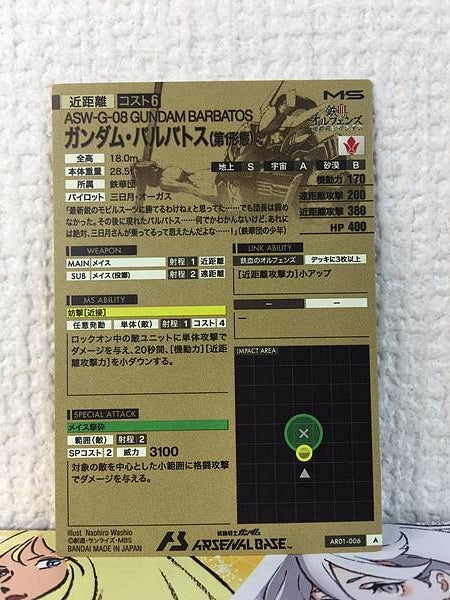 近距離 コスト6
MS
ASW-G-08 GUNDAM BARBATOS
ガンダム・バルバトス(第1形態)
鉄血のオルフェンズ
機動戦士ガンダム
全高 18.0m
本体重量 28.5t
所属 鉄華団
パイロット 三日月・オーガス
地上 S 宇宙 A 砂漠 B
機動力 170
遠距離攻撃 200
近距離攻撃 380
HP 400
「最新鋭のモビルスーツに勝てるわけねぇと思ってた……でも団長は諦め
なかった。その後に現れたバルバトス……何でかわかんないけど、あれに
は絶対、三日月さんが乗ってるって思えたんだよな……!」(鉄華団の少年)
WEAPON
MAIN メイス 射程 1 近距離
SUB メイス(投擲) 射程 2 遠距離
LINK ABILITY
鉄血のオルフェンズ デッキに3枚以上
[近距離攻撃力]小アップ
— —
—
MS ABILITY
妨撃[近接]
任意発動 単体(敵) 射程 1 コスト 4
ロックオン中の敵ユニットに単体攻撃で
ダメージを与え、20秒間、[機動力][近距
離攻撃力]を小ダウンする。
SPECIAL ATTACK
メイス撃砕
範囲(敵) 射程 2
SPコスト 2 威力 3100
対象の敵を中心とした小範囲に格闘攻撃
でダメージを与える。
IMPACT AREA
Illust Naohiro Washio
©創通・サンライズ・MBS
BANDAI MADE IN JAPAN
AB
機動戦士ガンダム
ARSENAL BASE
AR01-006 A